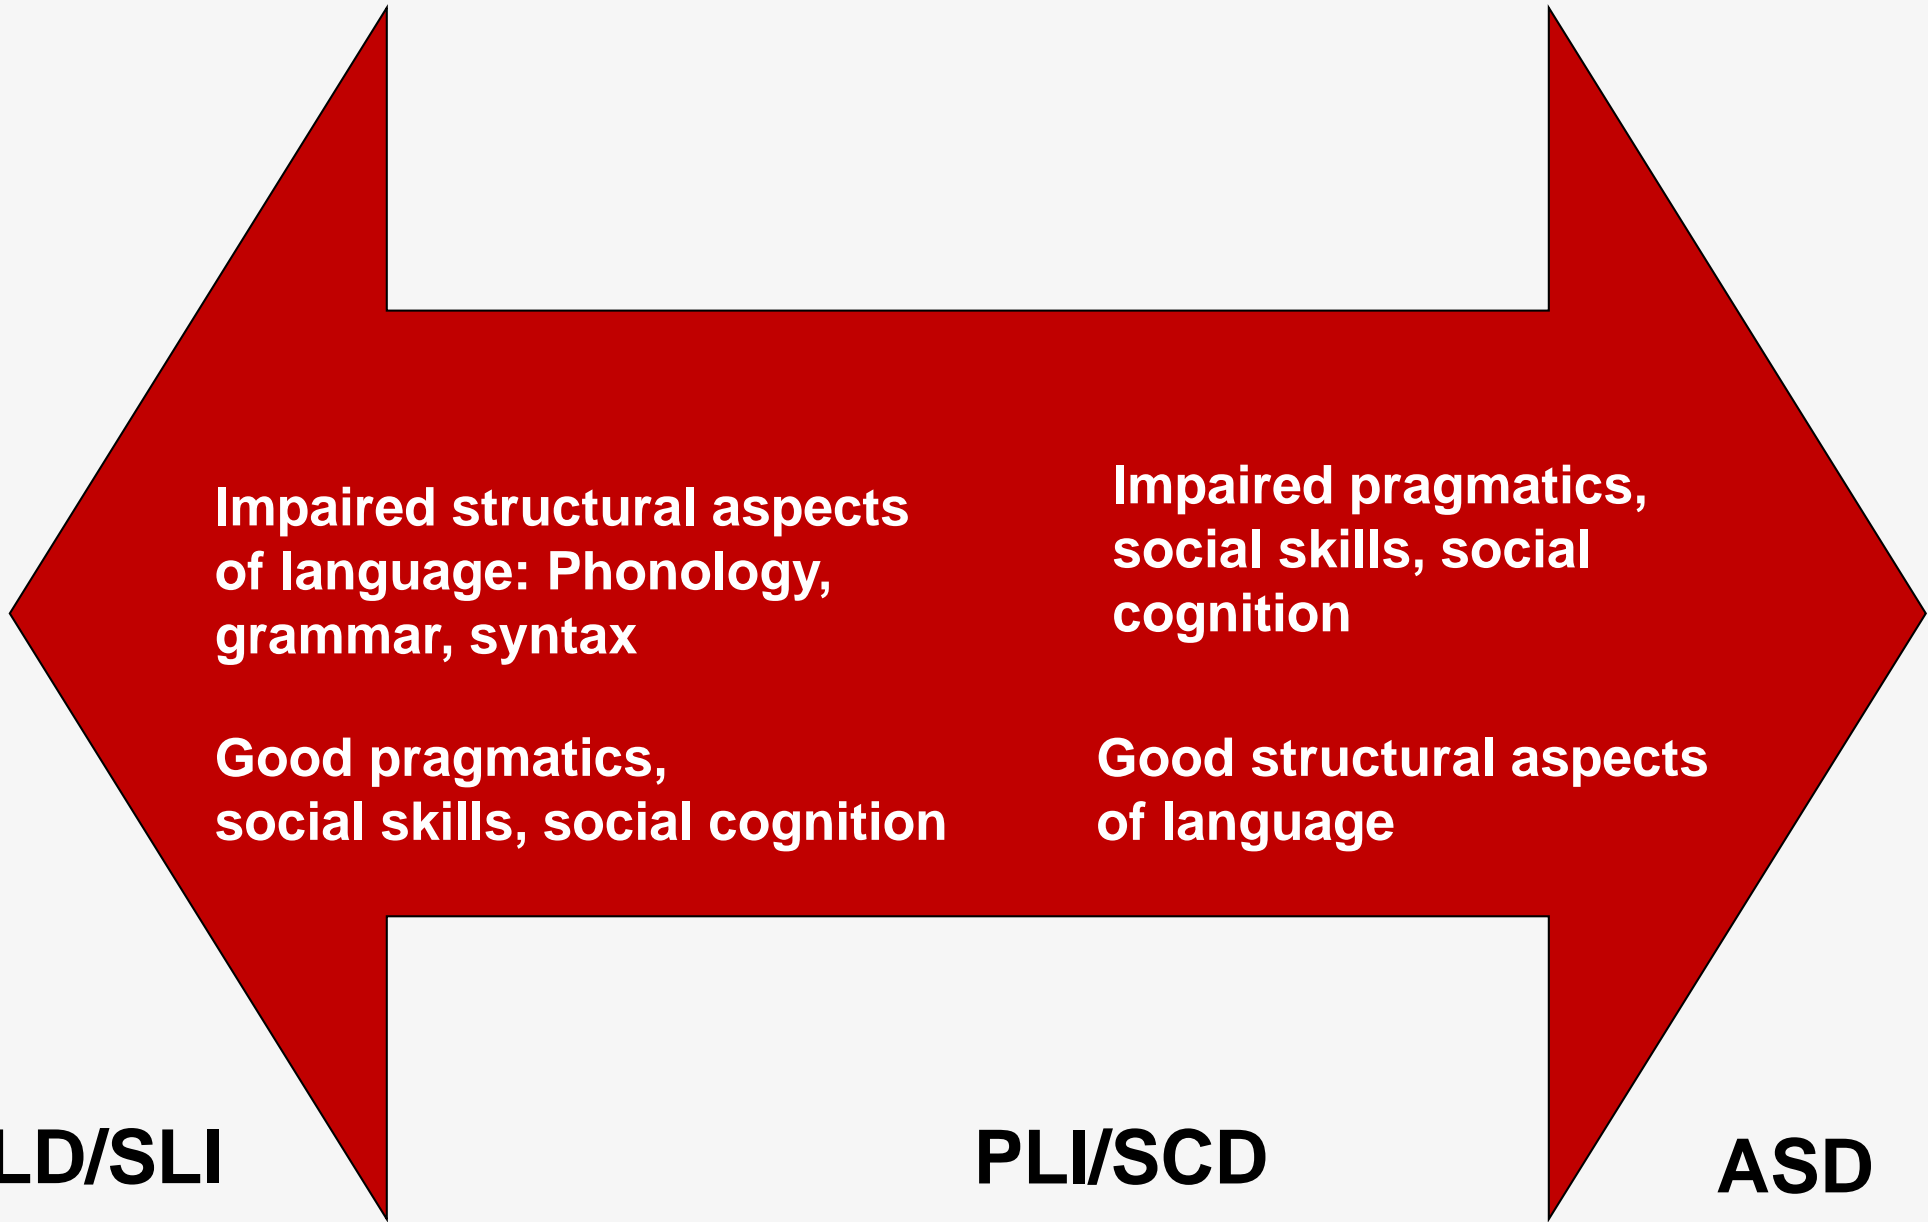 Impaired structural aspects
of language: Phonology,
grammar, syntax
Good pragmatics,
social skills, social cognition
Impaired pragmatics,
social skills, social
cognition
Good structural aspects
of language
LD/SLI
PLI/SCD
ASD